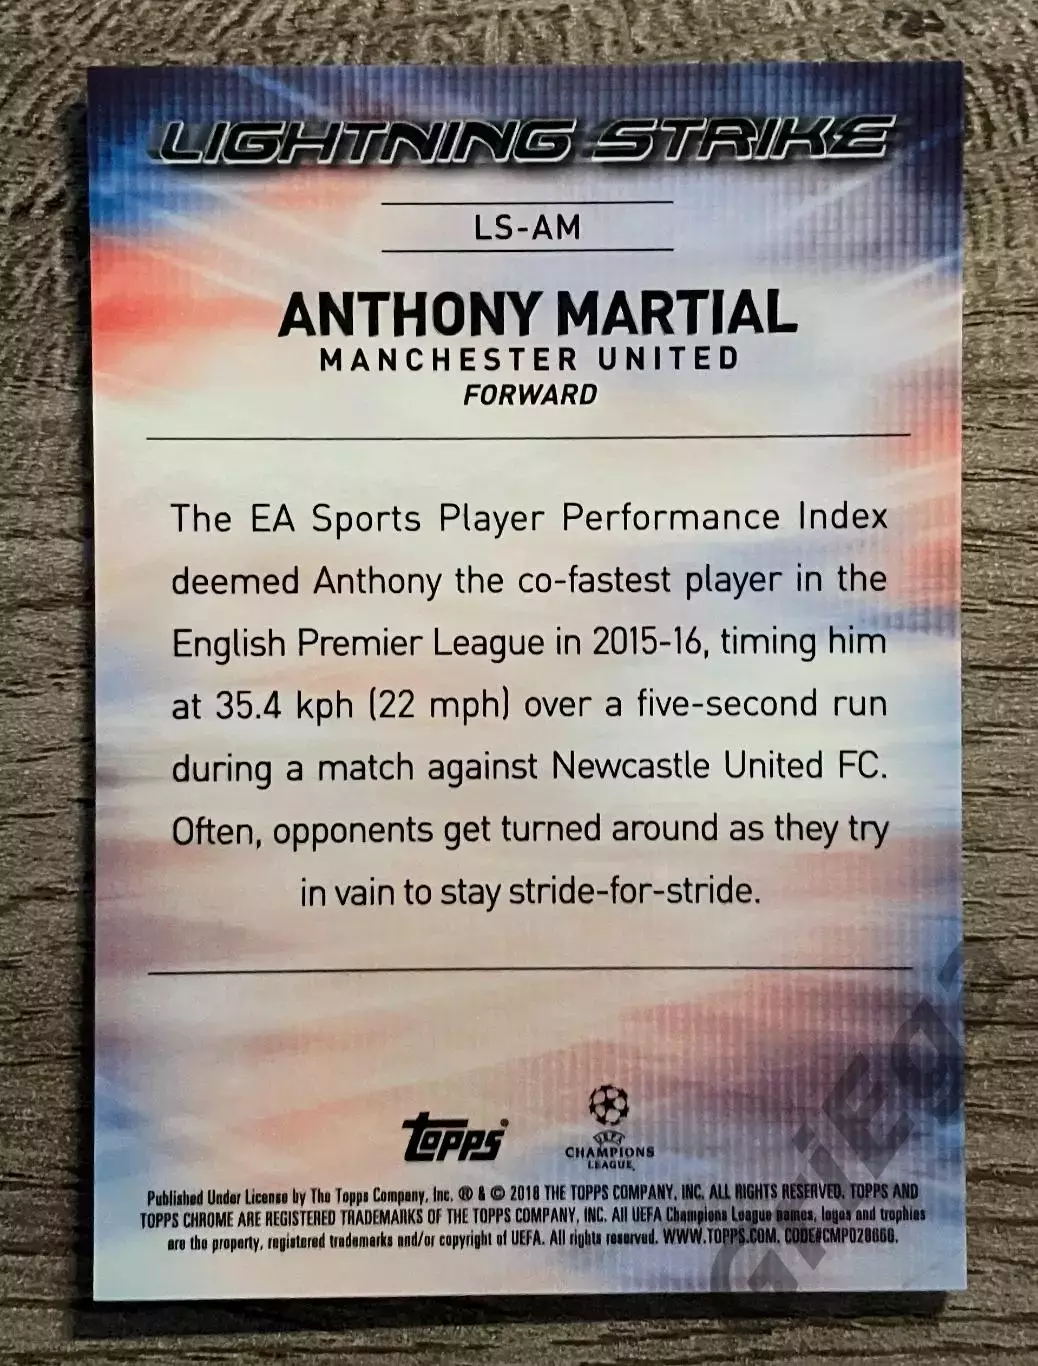 LIGHTNING STRIKE
LS-AM
ANTHONY MARTIAL
MANCHESTER UNITED
FORWARD
The EA Sports Player Performance Index
deemed Anthony the co-fastest player in the
English Premier League in 2015-16, timing him
at 35.4 kph (22 mph) over a five-second run
during a match against Newcastle United FC.
Often, opponents get turned around as they try
in vain to stay stride-for-stride.
Topps®
UEFA
CHAMPIONS
LEAGUE
Published Under License by The Topps Company, Inc. ® & © 2018 THE TOPPS COMPANY, INC. ALL RIGHTS RESERVED. TOPPS AND
TOPPS CHROME ARE REGISTERED TRADEMARKS OF THE TOPPS COMPANY, INC. All UEFA Champions League names, logos and trophies
are the property, registered trademarks and/or copyright of UEFA. All rights reserved. WWW.TOPPS.COM. CODE#CMP028666.